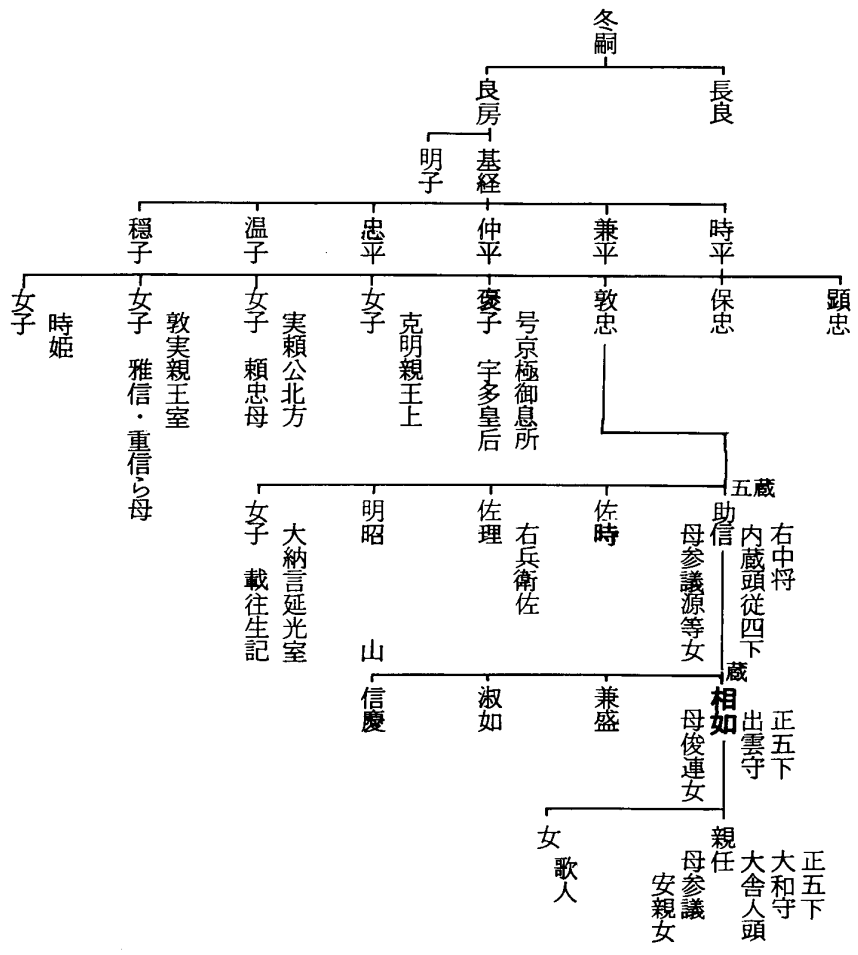 冬嗣
長良
良房
基経
明子
時平
兼平
仲平
忠平
温子
穏子
顕忠
保忠
敦忠
褒子 宇多皇后
号京極御息所
女子
克明親王上
女子 頼忠母
実頼公北方
女子 雅信・重信ら母
敦実親王室
女子
時姫
五蔵
助信
右中将
内蔵頭従四下
母参議源等女
佐時
佐理
右兵衛佐
明昭
山
女子 載往生記
大納言延光室
蔵
相如
正五下
出雲守
母俊連女
兼盛
淑如
信慶
親任
正五下
大和守
大舎人頭
母参議
安親女
女
歌人